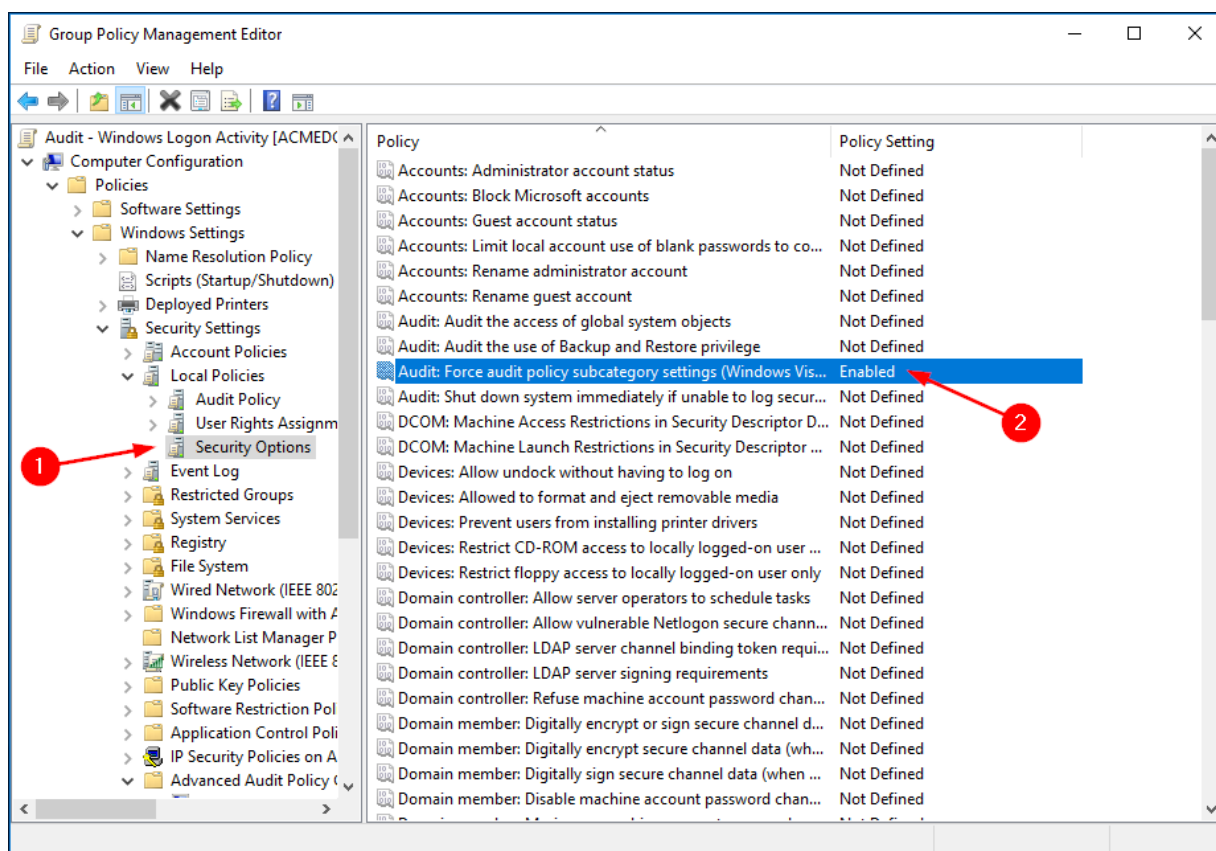 Group Policy Management Editor
File Action View Help
Audit - Windows Logon Activity [ACMEDC
Computer Configuration
Policies
Software Settings
Windows Settings
Name Resolution Policy
Scripts (Startup/Shutdown)
Deployed Printers
Security Settings
Account Policies
Local Policies
Audit Policy
User Rights Assignm
Security Options
Event Log
Restricted Groups
System Services
Registry
File System
Wired Network (IEEE 802
Windows Firewall with A
Network List Manager P
Wireless Network (IEEE 8
Public Key Policies
Software Restriction Pol
Application Control Poli
IP Security Policies on A
Advanced Audit Policy C
1
Policy Policy Setting
Accounts: Administrator account status Not Defined
Accounts: Block Microsoft accounts Not Defined
Accounts: Guest account status Not Defined
Accounts: Limit local account use of blank passwords to co... Not Defined
Accounts: Rename administrator account Not Defined
Accounts: Rename guest account Not Defined
Audit: Audit the access of global system objects Not Defined
Audit: Audit the use of Backup and Restore privilege Not Defined
Audit: Force audit policy subcategory settings (Windows Vis... Enabled
Audit: Shut down system immediately if unable to log secur... Not Defined
DCOM: Machine Access Restrictions in Security Descriptor D... Not Defined
DCOM: Machine Launch Restrictions in Security Descriptor ... Not Defined
Devices: Allow undock without having to log on Not Defined
Devices: Allowed to format and eject removable media Not Defined
Devices: Prevent users from installing printer drivers Not Defined
Devices: Restrict CD-ROM access to locally logged-on user ... Not Defined
Devices: Restrict floppy access to locally logged-on user only Not Defined
Domain controller: Allow server operators to schedule tasks Not Defined
Domain controller: Allow vulnerable Netlogon secure chann... Not Defined
Domain controller: LDAP server channel binding token requi... Not Defined
Domain controller: LDAP server signing requirements Not Defined
Domain controller: Refuse machine account password chan... Not Defined
Domain member: Digitally encrypt or sign secure channel d... Not Defined
Domain member: Digitally encrypt secure channel data (wh... Not Defined
Domain member: Digitally sign secure channel data (when ... Not Defined
Domain member: Disable machine account password chan... Not Defined
2